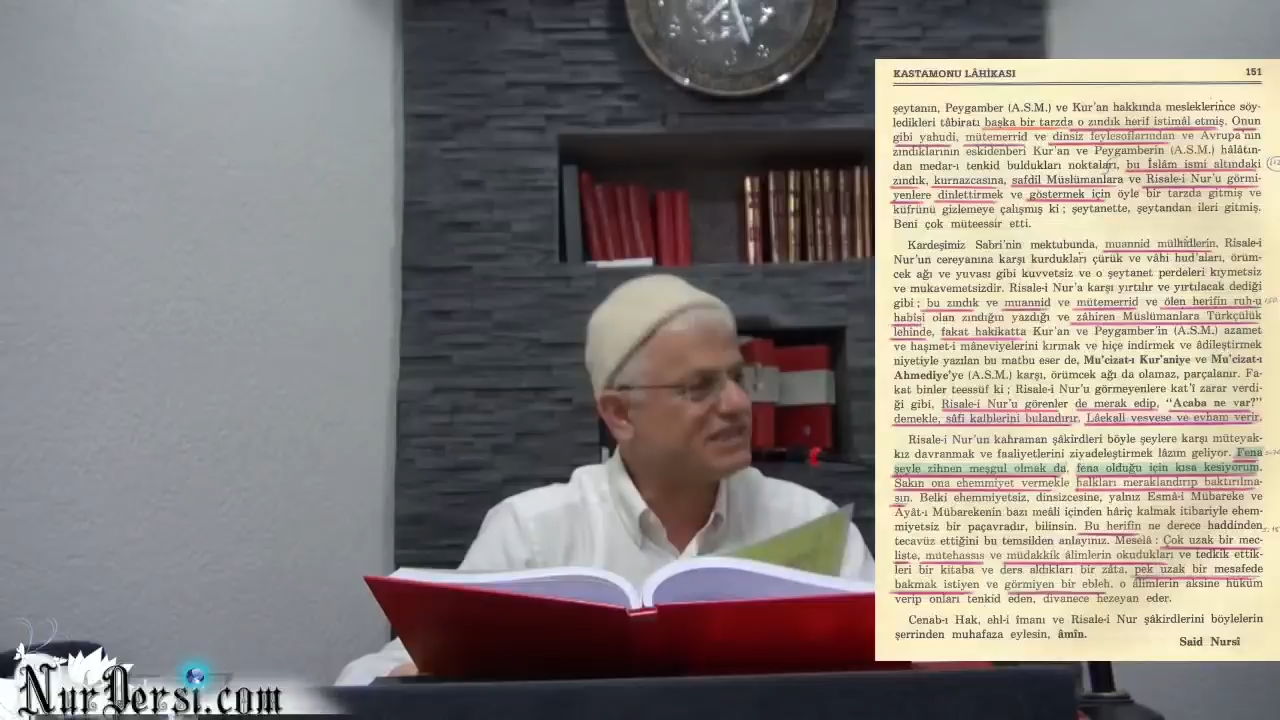 KASTAMONU LÂHİKASI 151
şeytanın, Peygamber (A.S.M.) ve Kur'an hakkında mesleklerince söy-
ledikleri tâbiratı başka bir tarzda o zındık herif istimâl etmiş. Onun
gibi yahudi, mütemerrid ve dinsiz feylesoflarından ve Avrupa'nın
zındıklarının eskidenberi Kur'an ve Peygamberin (A.S.M.) hâlâtın-
dan medar-ı tenkid buldukları noktaları, bu İslâm ismi altındaki
zındık, kurnazcasına, safdil Müslümanlara ve Risale-i Nur'u görmi-
yenlere dinlettirmek ve göstermek için öyle bir tarzda gitmiş ve
küfrünü gizlemeye çalışmış ki; şeytanette, şeytandan ileri gitmiş.
Beni çok müteessir etti.
Kardeşimiz Sabri'nin mektubunda, muannid mülhidlerin, Risale-i
Nur'un cereyanına karşı kurdukları çürük ve vâhi hud'aları, örüm-
cek ağı ve yuvası gibi kuvvetsiz ve o şeytanet perdeleri kıymetsiz
ve mukavemetsizdir. Risale-i Nur'a karşı yırtılır ve yırtılacak dediği
gibi; bu zındık ve muannid ve mütemerrid ve ölen herifin ruh-u
habisi olan zındığın yazdığı ve zâhiren Müslümanlara Türkçülük
lehinde, fakat hakikatta Kur'an ve Peygamber'in (A.S.M.) azamet
ve haşmet-i mâneviyelerini kırmak ve hiçe indirmek ve âdileştirmek
niyetiyle yazılan bu matbu eser de, Mu'cizat-ı Kur'aniye ve Mu'cizat-ı
Ahmediye'ye (A.S.M.) karşı, örümcek ağı da olamaz, parçalanır. Fa-
kat binler teessüf ki; Risale-i Nur'u görmeyenlere kat'î zarar verdi-
ği gibi, Risale-i Nur'u görenler de merak edip, "Acaba ne var?"
demekle, sâfi kalblerini bulandırır, Lâekall vesvese ve evham verir.
Risale-i Nur'un kahraman şâkirdleri böyle şeylere karşı müteyak-
kız davranmak ve faaliyetlerini ziyadeleştirmek lâzım geliyor. Fena
şeyle zihnen meşgul olmak da, fena olduğu için kısa kesiyorum.
Sakın ona ehemmiyet vermekle halkları meraklandırıp baktırılma-
sın. Belki ehemmiyetsiz, dinsizcesine, yalnız Esmâ-i Mübareke ve
Âyât-ı Mübarekenin bazı meâli içinden hâriç kalmak itibariyle ehem-
miyetsiz bir paçavradır, bilinsin. Bu herifin ne derece haddinden
tecavüz ettiğini bu temsilden anlayınız. Meselâ: Çok uzak bir mec-
liste, mütehassıs ve müdakkik âlimlerin okudukları ve tedkik ettik-
leri bir kitaba ve ders aldıkları bir zâta, pek uzak bir mesafede
bakmak istiyen ve görmiyen bir ebleh, o âlimlerin aksine hüküm
verip onları tenkid eden, divanece hezeyan eder.
Cenab-ı Hak, ehl-i îmanı ve Risale-i Nur şâkirdlerini böylelerin
şerrinden muhafaza eylesin, âmîn.
Said Nursî
NurDersi.com